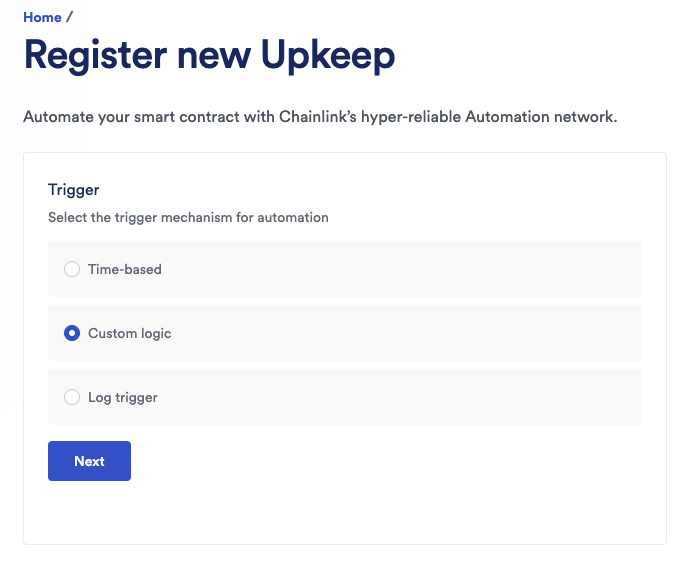 Home /
Register new Upkeep
Automate your smart contract with Chainlink’s hyper-reliable Automation network.
Trigger
Select the trigger mechanism for automation
Time-based
Custom logic
Log trigger
Next